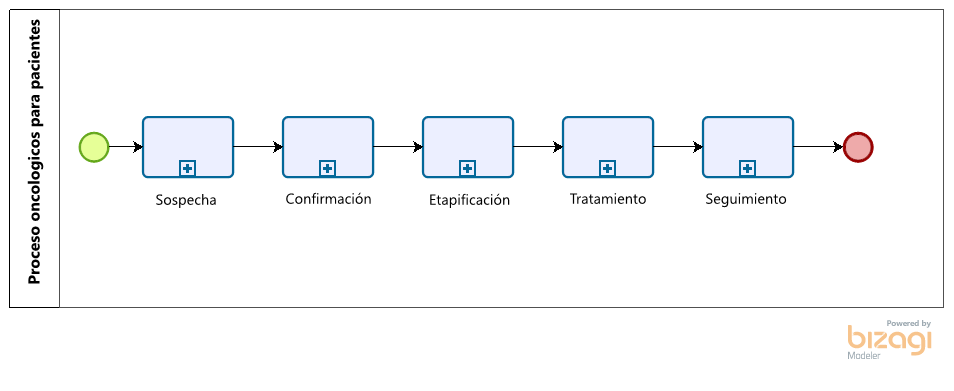 Proceso oncologicos para pacientes
Sospecha
Confirmación
Etapificación
Tratamiento
Seguimiento
Powered by
bizagi
Modeler